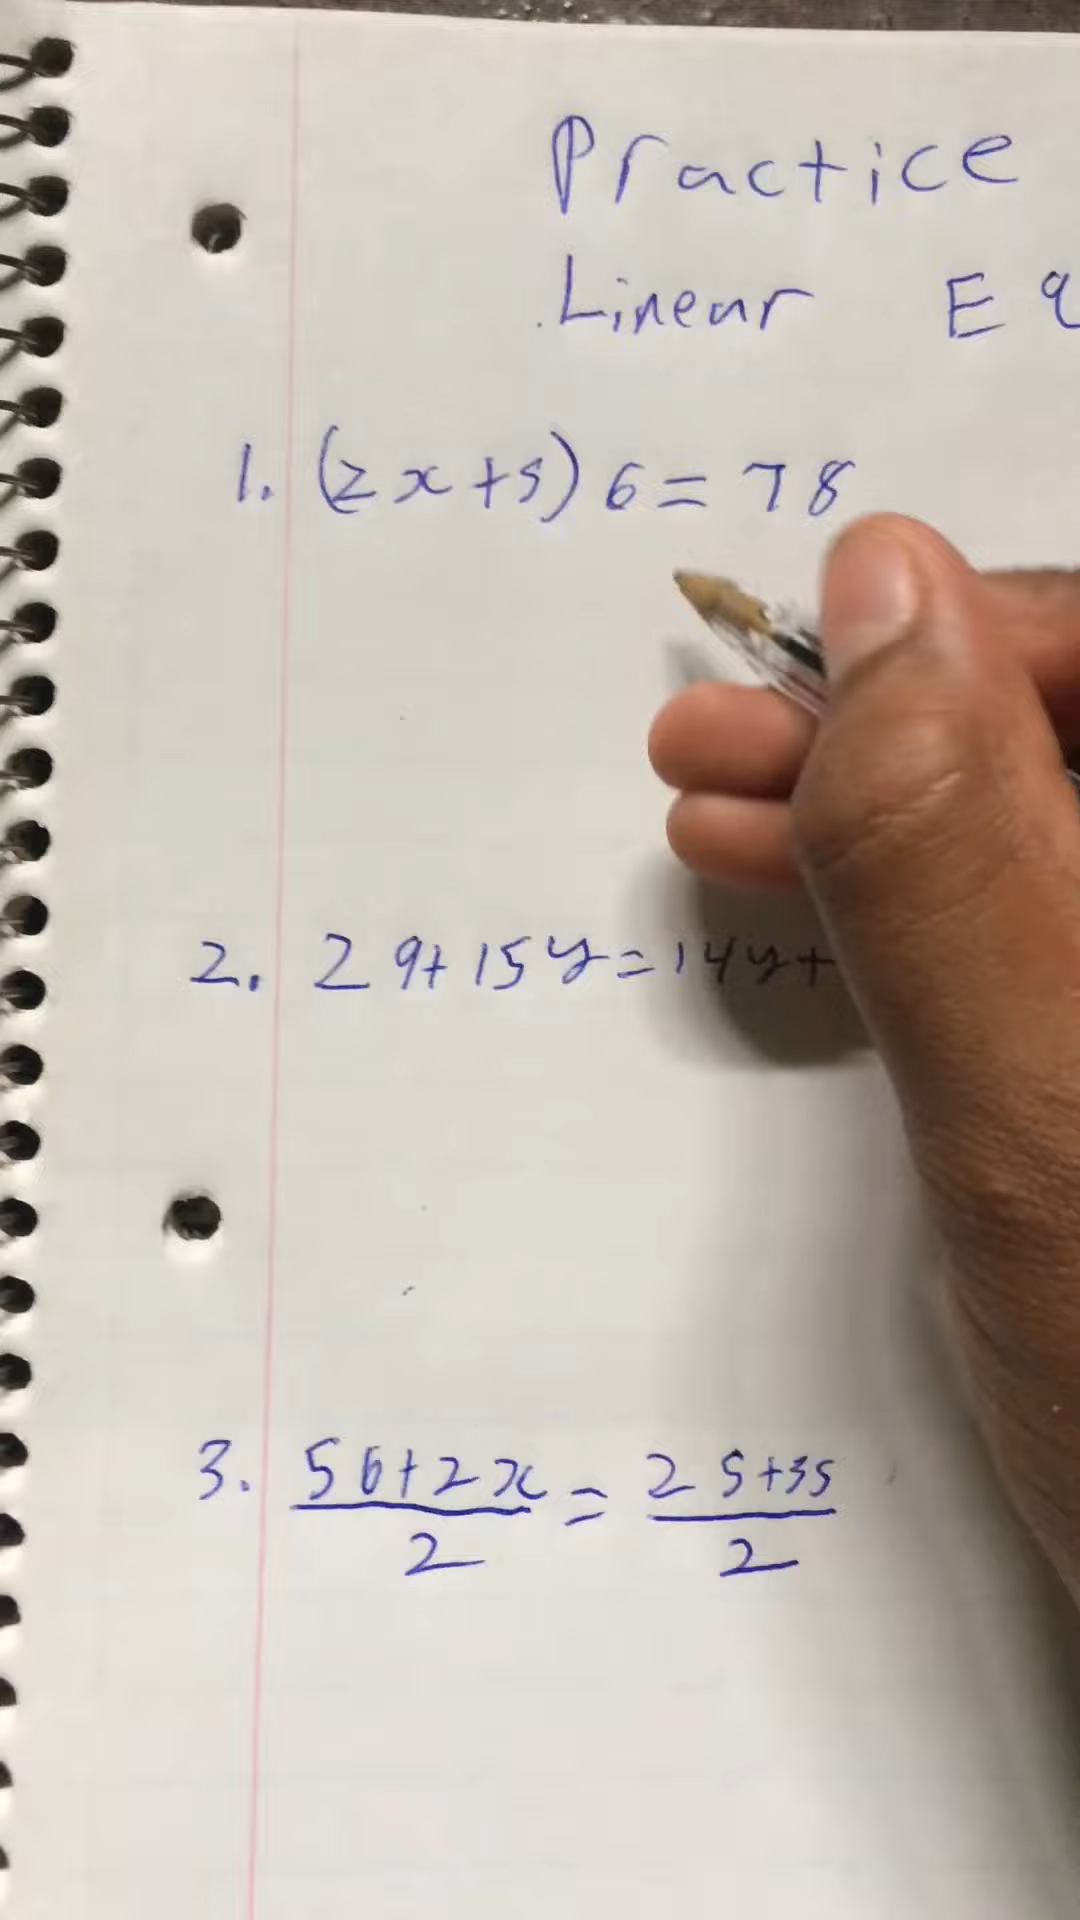 Practice
Linear Eq
1. (2x+5)6=78
2. 29+15y=14y+
3. 56+2x = 25+35
2 2